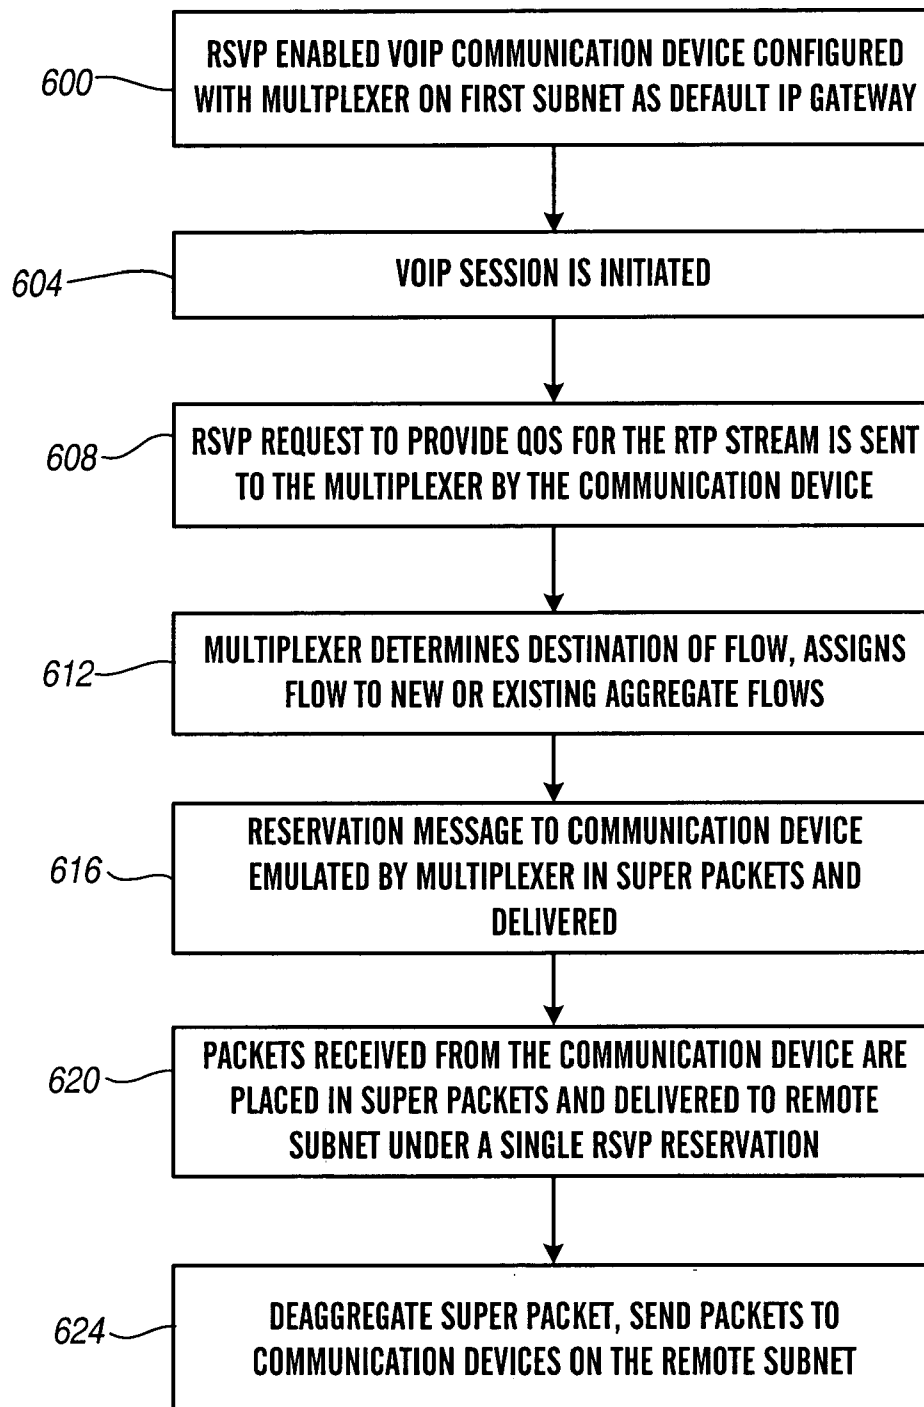 600
RSVP ENABLED VOIP COMMUNICATION DEVICE CONFIGURED
WITH MULTPLEXER ON FIRST SUBNET AS DEFAULT IP GATEWAY
604
VOIP SESSION IS INITIATED
608
RSVP REQUEST TO PROVIDE QOS FOR THE RTP STREAM IS SENT
TO THE MULTIPLEXER BY THE COMMUNICATION DEVICE
612
MULTIPLEXER DETERMINES DESTINATION OF FLOW, ASSIGNS
FLOW TO NEW OR EXISTING AGGREGATE FLOWS
616
RESERVATION MESSAGE TO COMMUNICATION DEVICE
EMULATED BY MULTIPLEXER IN SUPER PACKETS AND
DELIVERED
620
PACKETS RECEIVED FROM THE COMMUNICATION DEVICE ARE
PLACED IN SUPER PACKETS AND DELIVERED TO REMOTE
SUBNET UNDER A SINGLE RSVP RESERVATION
624
DEAGGREGATE SUPER PACKET, SEND PACKETS TO
COMMUNICATION DEVICES ON THE REMOTE SUBNET